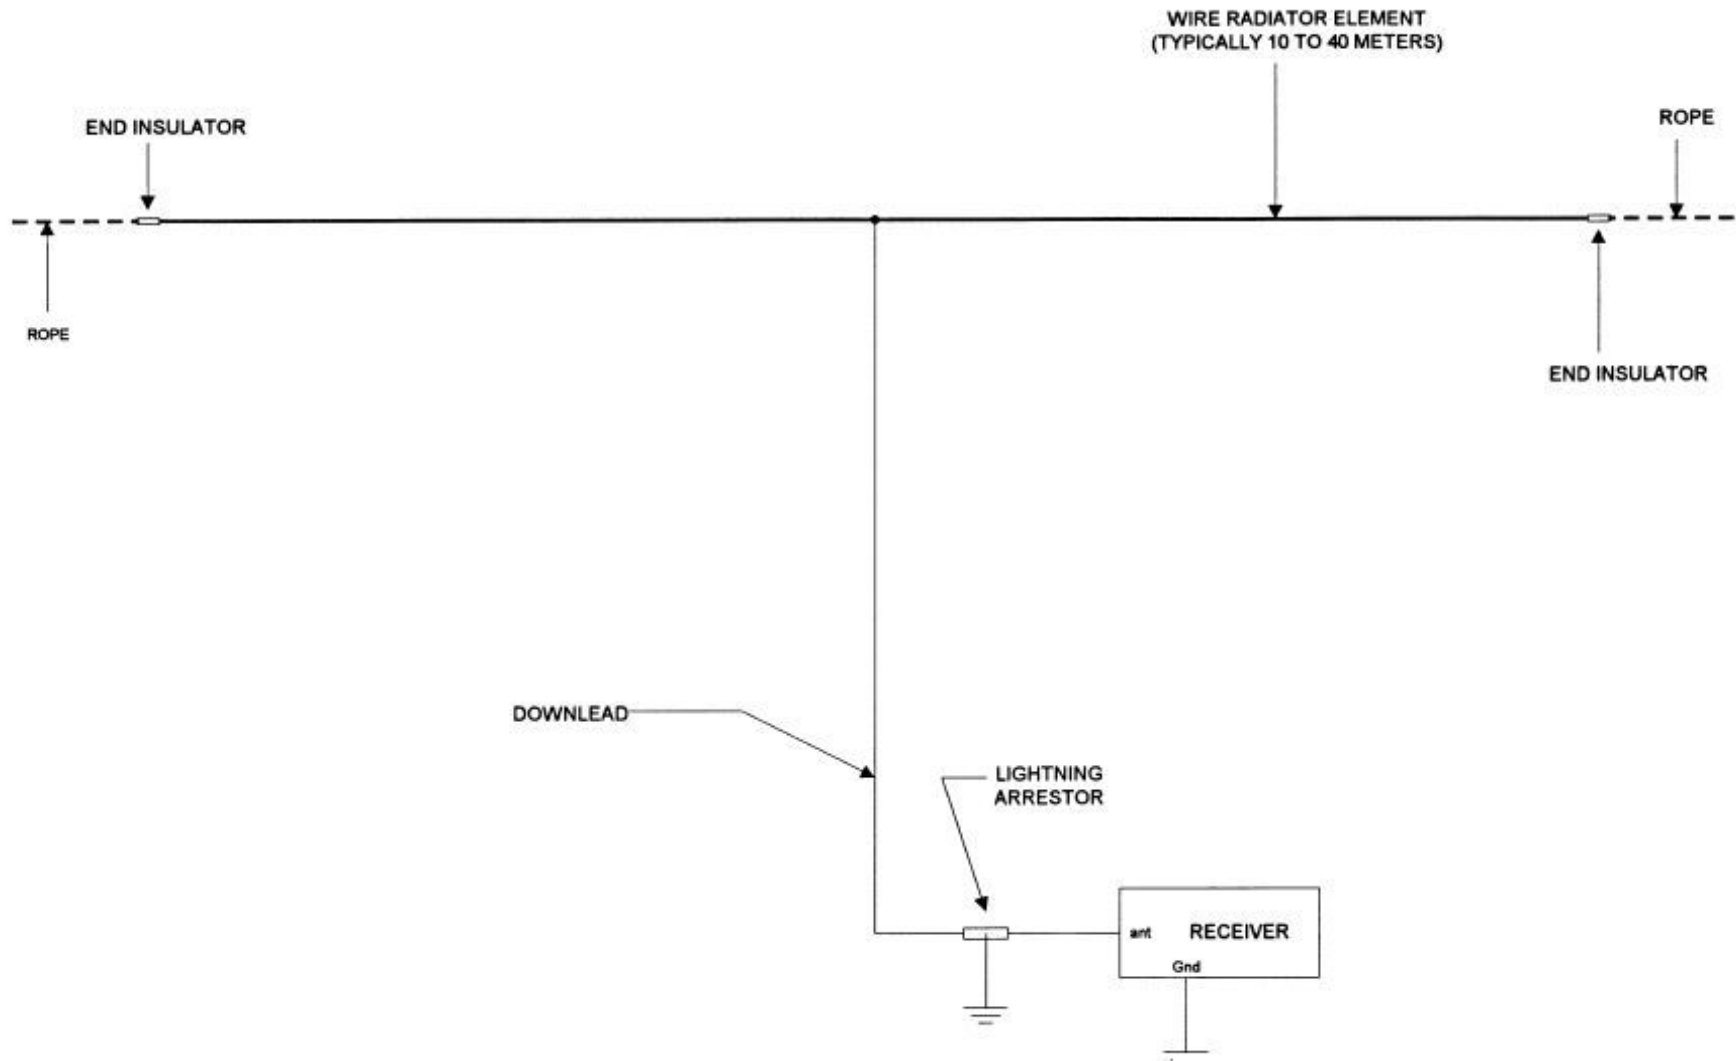 WIRE RADIATOR ELEMENT
(TYPICALLY 10 TO 40 METERS)
END INSULATOR
ROPE
ROPE
END INSULATOR
DOWNLEAD
LIGHTNING
ARRESTOR
ant
RECEIVER
Gnd